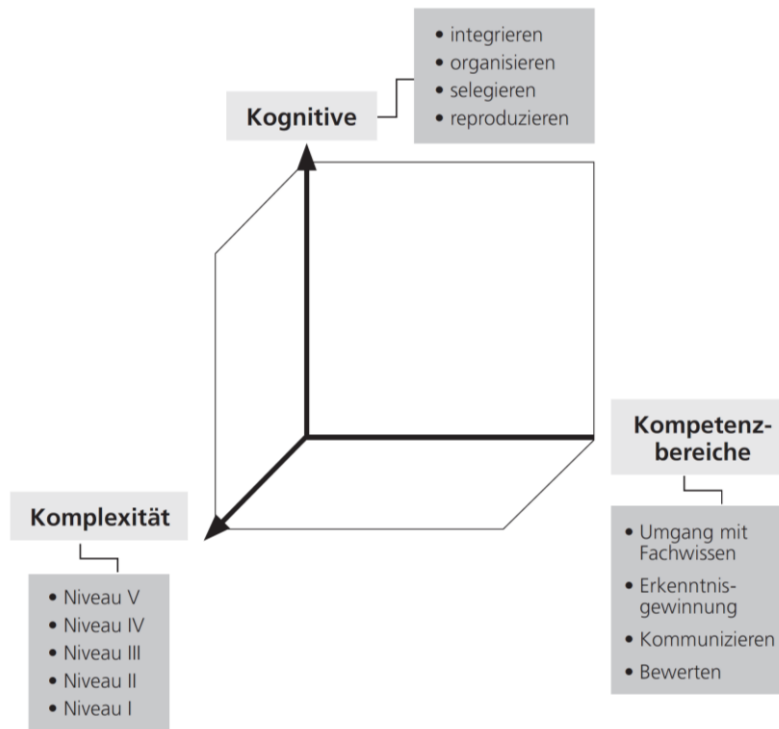 • integrieren
• organisieren
• selegieren
• reproduzieren
Kognitive
Kompetenz-
bereiche
• Umgang mit
Fachwissen
• Erkenntnis-
gewinnung
• Kommunizieren
• Bewerten
Komplexität
• Niveau V
• Niveau IV
• Niveau III
• Niveau II
• Niveau I